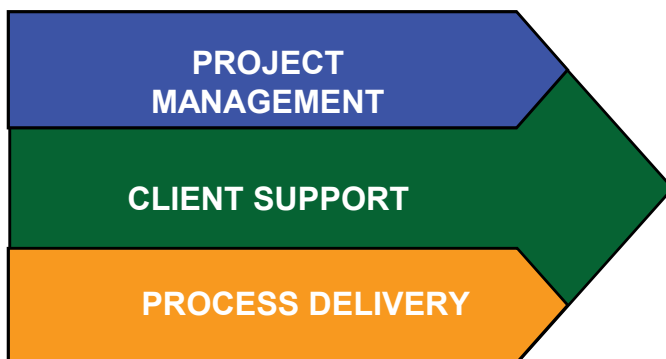 PROJECT
MANAGEMENT
CLIENT SUPPORT
PROCESS DELIVERY